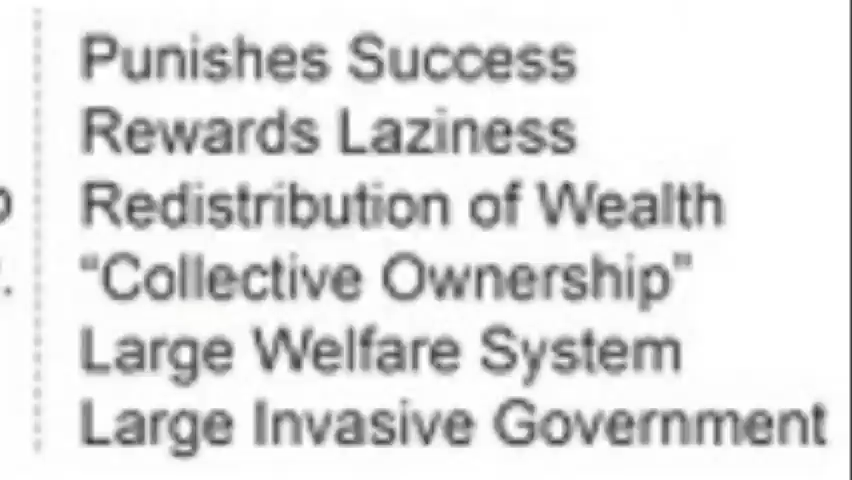 Punishes Success
Rewards Laziness
Redistribution of Wealth
“Collective Ownership”
Large Welfare System
Large Invasive Government